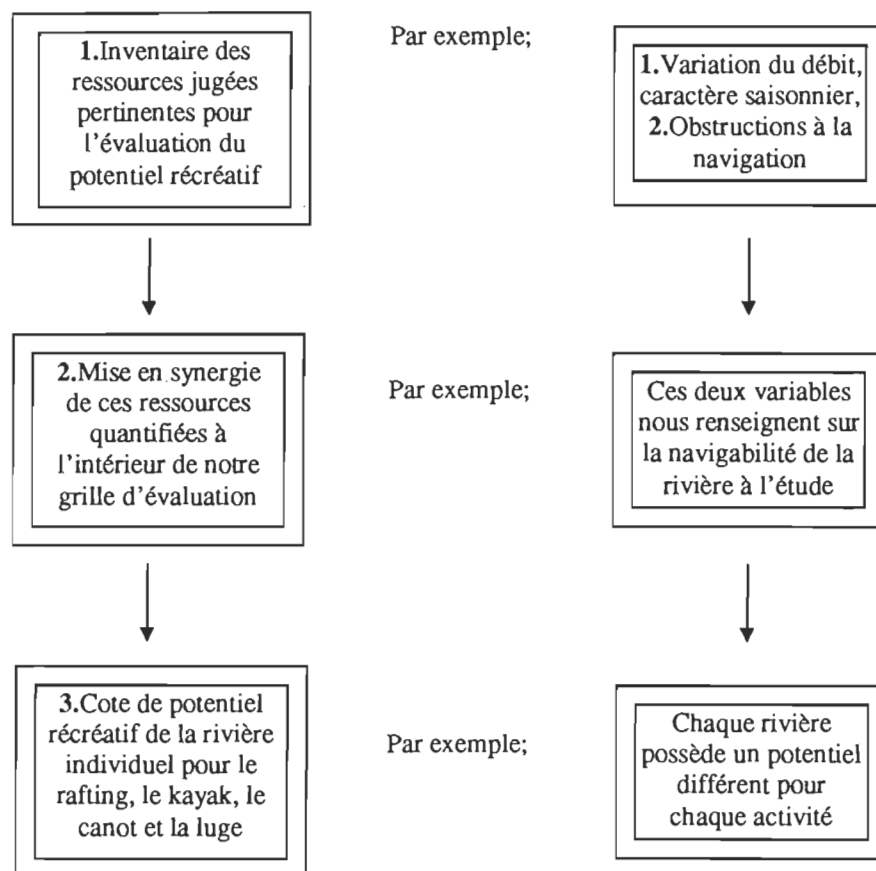 1.Inventaire des
ressources jugées
pertinentes pour
l'évaluation du
potentiel récréatif
Par exemple;
1.Variation du débit,
caractère saisonnier,
2.Obstructions à la
navigation
2.Mise en synergie
de ces ressources
quantifiées à
l'intérieur de notre
grille d'évaluation
Par exemple;
Ces deux variables
nous renseignent sur
la navigabilité de la
rivière à l'étude
3.Cote de potentiel
récréatif de la rivière
individuel pour le
rafting, le kayak, le
canot et la luge
Par exemple;
Chaque rivière
possède un potentiel
différent pour
chaque activité